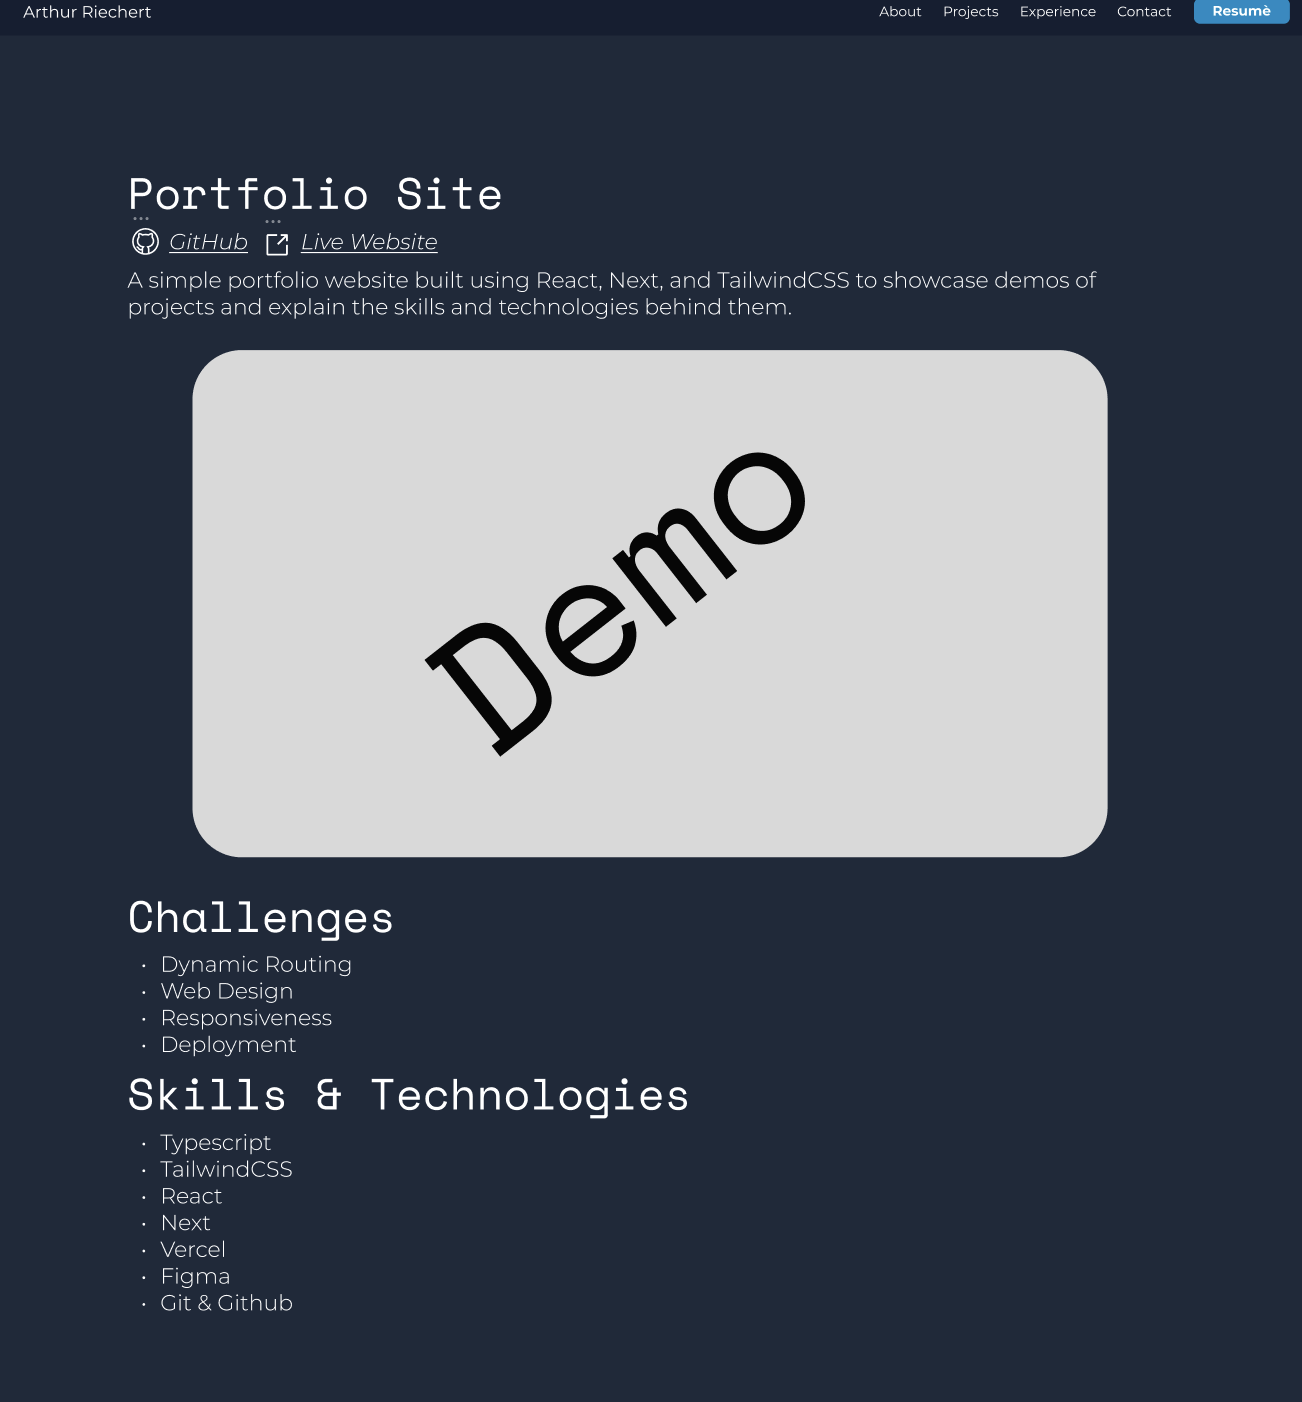 Arthur Riechert
About Projects Experience Contact Resumè
Portfolio Site
GitHub Live Website
A simple portfolio website built using React, Next, and TailwindCSS to showcase demos of
projects and explain the skills and technologies behind them.
Demo
Challenges
• Dynamic Routing
• Web Design
• Responsiveness
• Deployment
Skills & Technologies
• Typescript
• TailwindCSS
• React
• Next
• Vercel
• Figma
• Git & Github